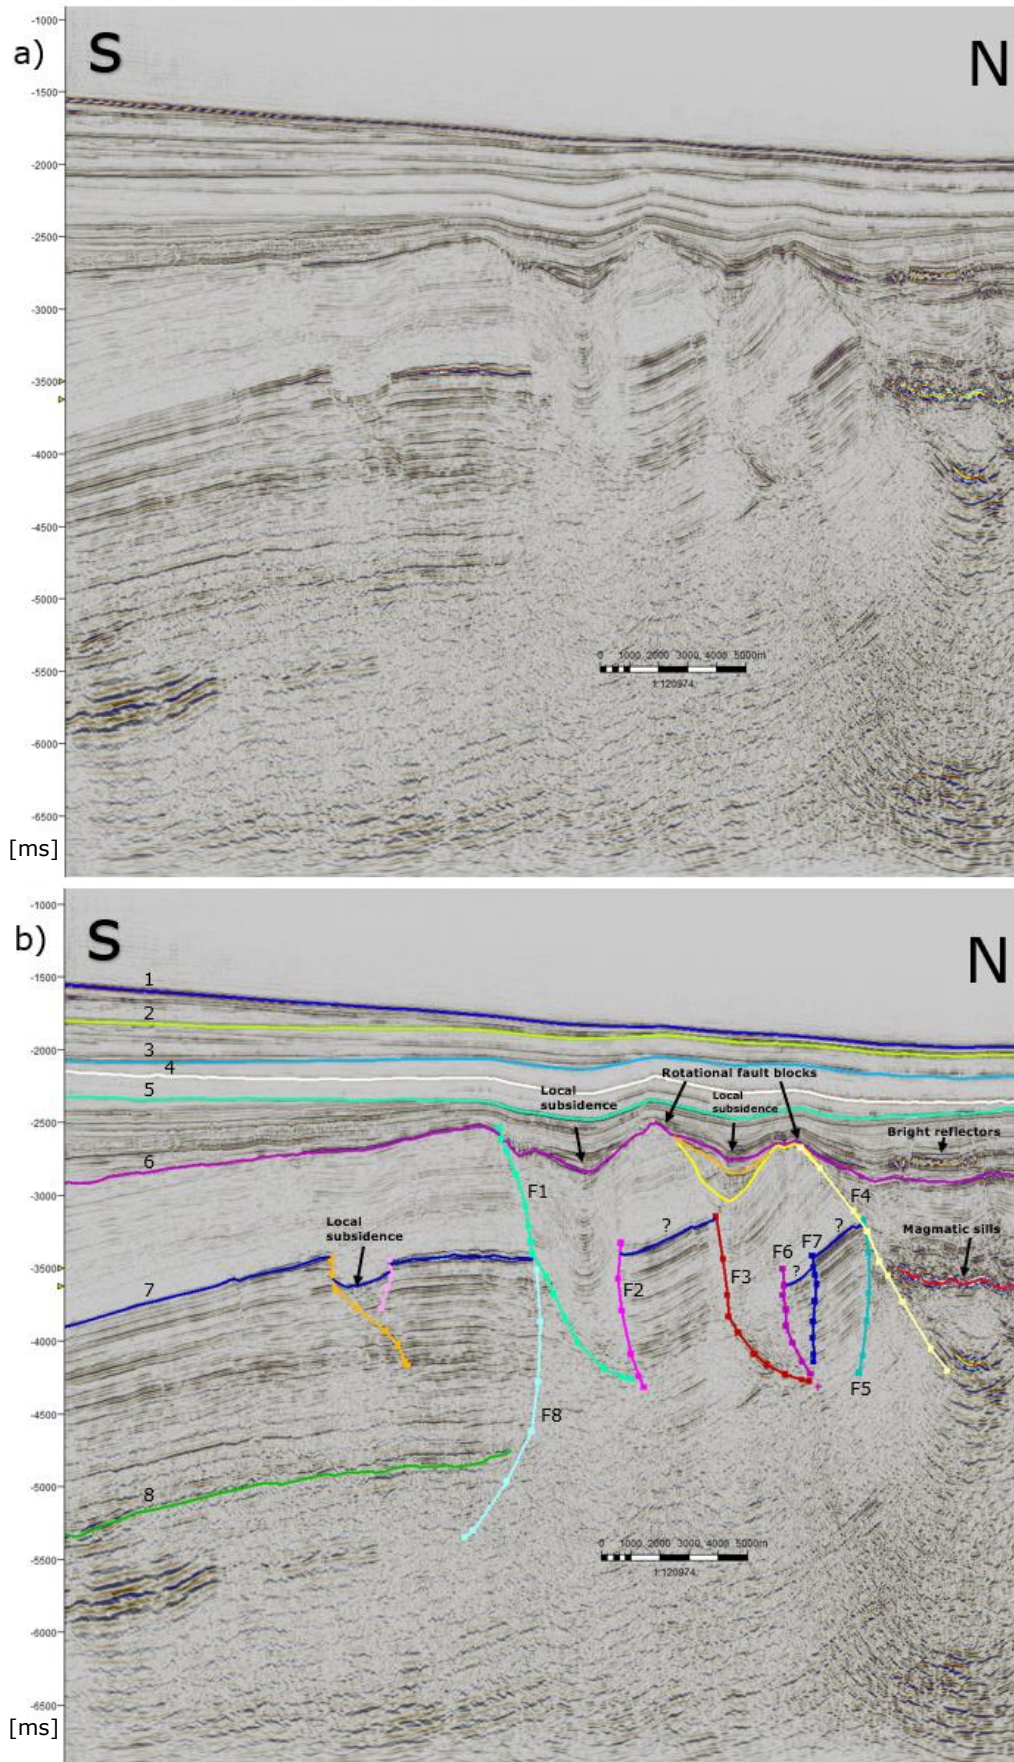 -1000
a)
S
N
-1500
-2000
-2500
-3000
-3500
-4000
-4500
-5000
0 1000 2000 3000 4000 5000m
1:120974
-5500
-6000
-6500
[ms]
-1000
b)
S
N
-1500
1
2
-2000
3
4
Rotational fault blocks
5
Local
subsidence
Local
subsidence
-2500
Bright reflectors
6
-3000
F1
F4
Local
subsidence
?
?
Magmatic sills
F7
F6
-3500
?
7
F2
F3
-4000
F5
-4500
F8
8
-5000
0 1000 2000 3000 4000 5000m
1:120974
-5500
-6000
-6500
[ms]